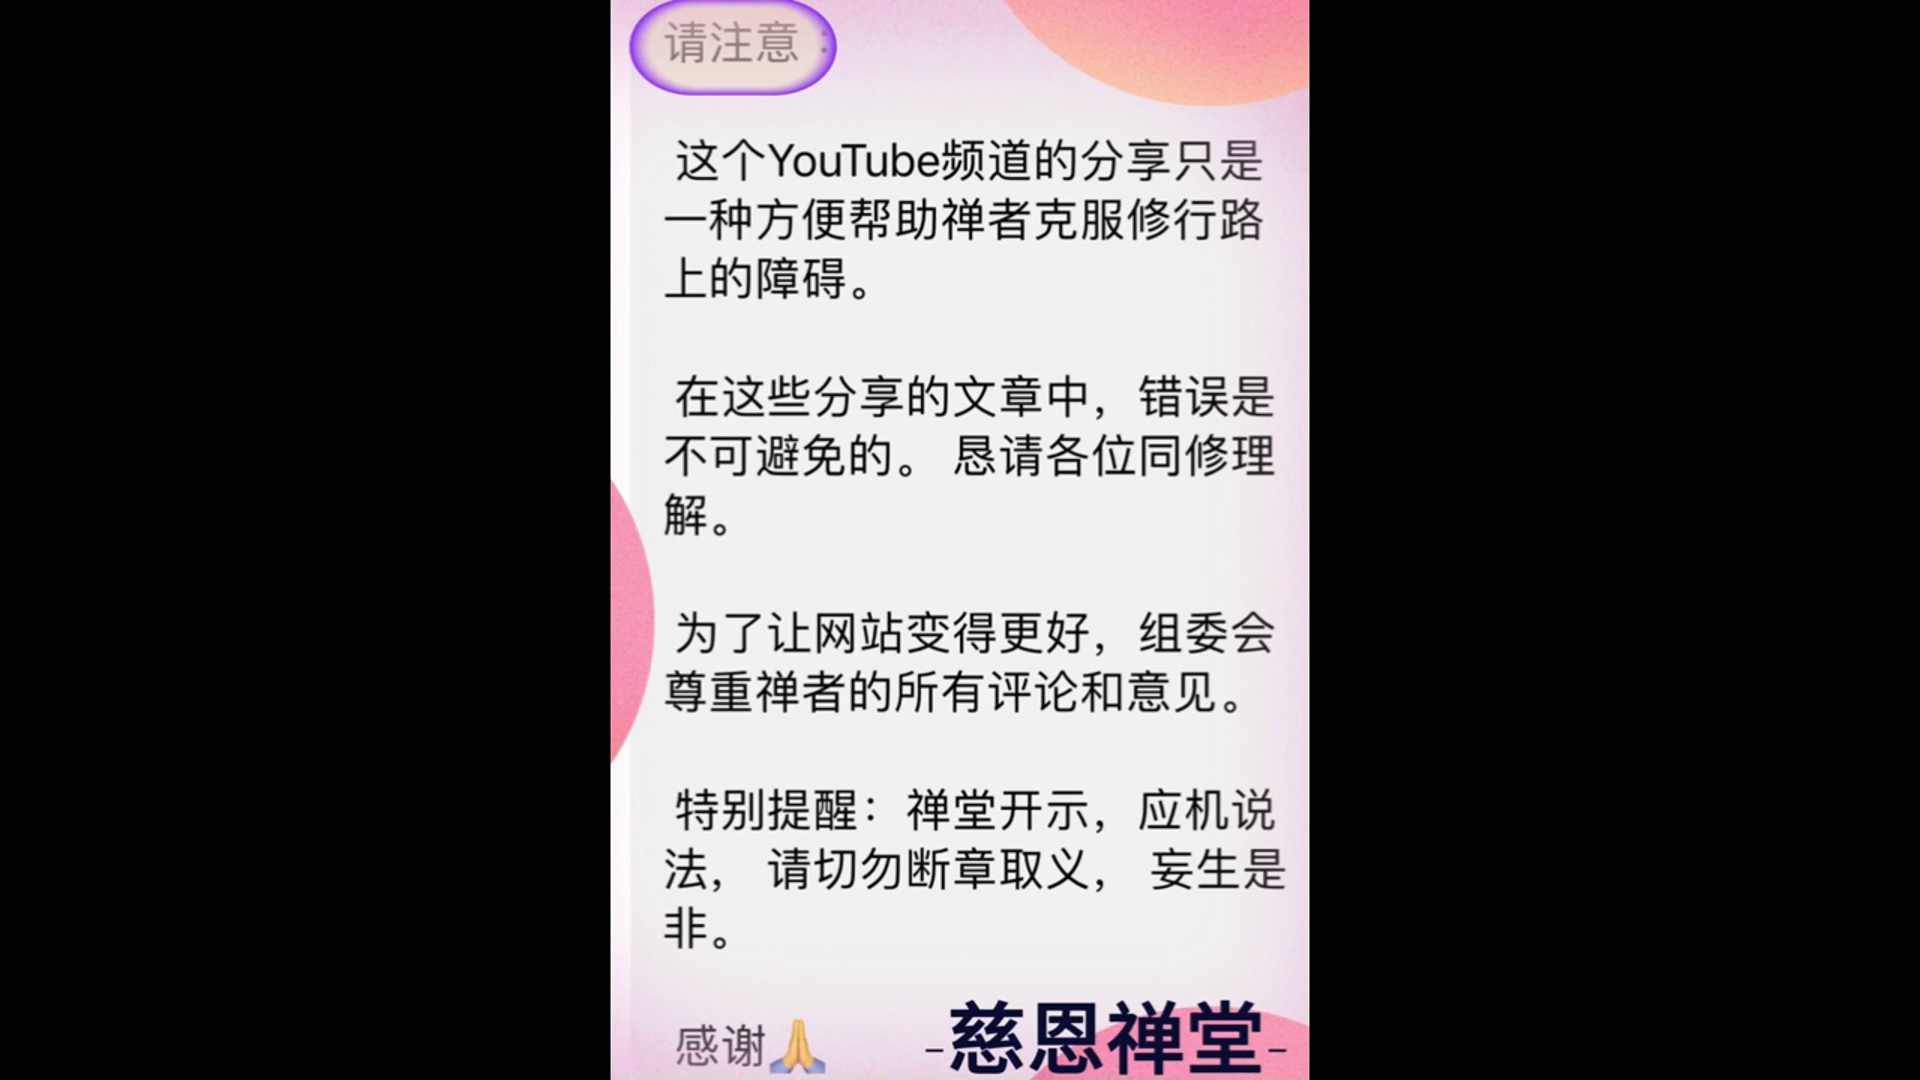 请注意：
这个YouTube频道的分享只是
一种方便帮助禅者克服修行路
上的障碍。
在这些分享的文章中，错误是
不可避免的。 恳请各位同修理
解。
为了让网站变得更好，组委会
尊重禅者的所有评论和意见。
特别提醒：禅堂开示，应机说
法， 请切勿断章取义， 妄生是
非。
感谢🙏
-慈恩禅堂-